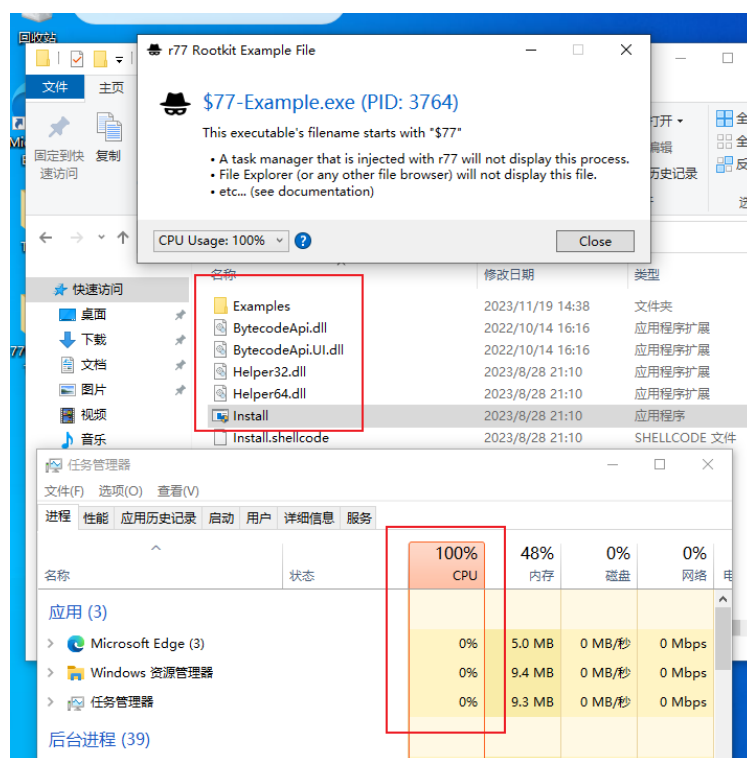 回收站
r77 Rootkit Example File
$77-Example.exe (PID: 3764)
This executable's filename starts with "$77"
• A task manager that is injected with r77 will not display this process.
• File Explorer (or any other file browser) will not display this file.
• etc... (see documentation)
CPU Usage: 100%
?
Close
文件 主页
固定到快速访问
复制
打开
编辑
历史记录
全
全
反
名称 修改日期 类型
快速访问
桌面
下载
文档
图片
视频
音乐
Examples 2023/11/19 14:38 文件夹
BytecodeApi.dll 2022/10/14 16:16 应用程序扩展
BytecodeApi.UI.dll 2022/10/14 16:16 应用程序扩展
Helper32.dll 2023/8/28 21:10 应用程序扩展
Helper64.dll 2023/8/28 21:10 应用程序扩展
Install 2023/8/28 21:10 应用程序
Install.shellcode 2023/8/28 21:10 SHELLCODE 文件
任务管理器
文件(F) 选项(O) 查看(V)
进程 性能 应用历史记录 启动 用户 详细信息 服务
100% 48% 0% 0%
名称 状态 CPU 内存 磁盘 网络 电
应用 (3)
Microsoft Edge (3) 0% 5.0 MB 0 MB/秒 0 Mbps
Windows 资源管理器 0% 9.4 MB 0 MB/秒 0 Mbps
任务管理器 0% 9.3 MB 0 MB/秒 0 Mbps
后台进程 (39)